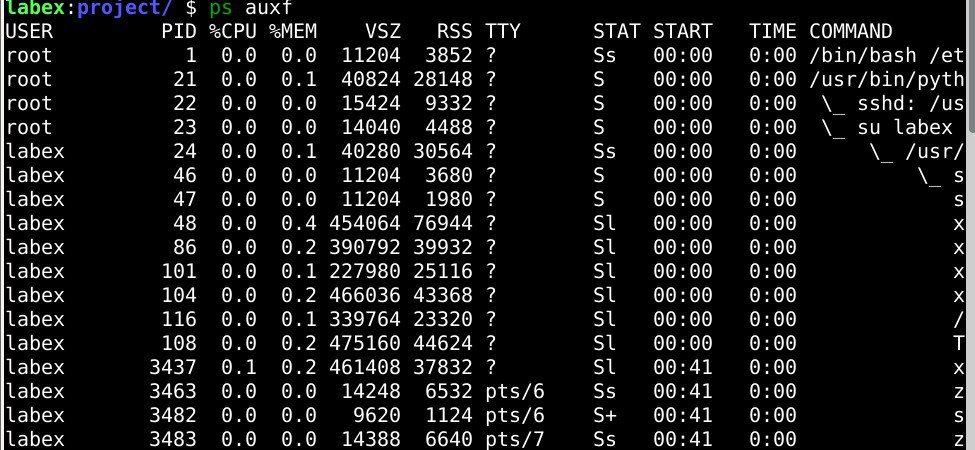 labex:project/ $ ps auxf
USER PID %CPU %MEM VSZ RSS TTY STAT START TIME COMMAND
root 1 0.0 0.0 11204 3852 ? Ss 00:00 0:00 /bin/bash /et
root 21 0.0 0.1 40824 28148 ? S 00:00 0:00 /usr/bin/pyth
root 22 0.0 0.0 15424 9332 ? S 00:00 0:00 \_ sshd: /us
root 23 0.0 0.0 14040 4488 ? S 00:00 0:00 \_ su labex
labex 24 0.0 0.1 40280 30564 ? Ss 00:00 0:00 \_ /usr/
labex 46 0.0 0.0 11204 3680 ? S 00:00 0:00 \_ s
labex 47 0.0 0.0 11204 1980 ? S 00:00 0:00 s
labex 48 0.0 0.4 454064 76944 ? Sl 00:00 0:00 x
labex 86 0.0 0.2 390792 39932 ? Sl 00:00 0:00 x
labex 101 0.0 0.1 227980 25116 ? Sl 00:00 0:00 x
labex 104 0.0 0.2 466036 43368 ? Sl 00:00 0:00 x
labex 116 0.0 0.1 339764 23320 ? Sl 00:00 0:00 /
labex 108 0.0 0.2 475160 44624 ? Sl 00:00 0:00 T
labex 3437 0.1 0.2 461408 37832 ? Sl 00:41 0:00 x
labex 3463 0.0 0.0 14248 6532 pts/6 Ss 00:41 0:00 z
labex 3482 0.0 0.0 9620 1124 pts/6 S+ 00:41 0:00 s
labex 3483 0.0 0.0 14388 6640 pts/7 Ss 00:41 0:00 z